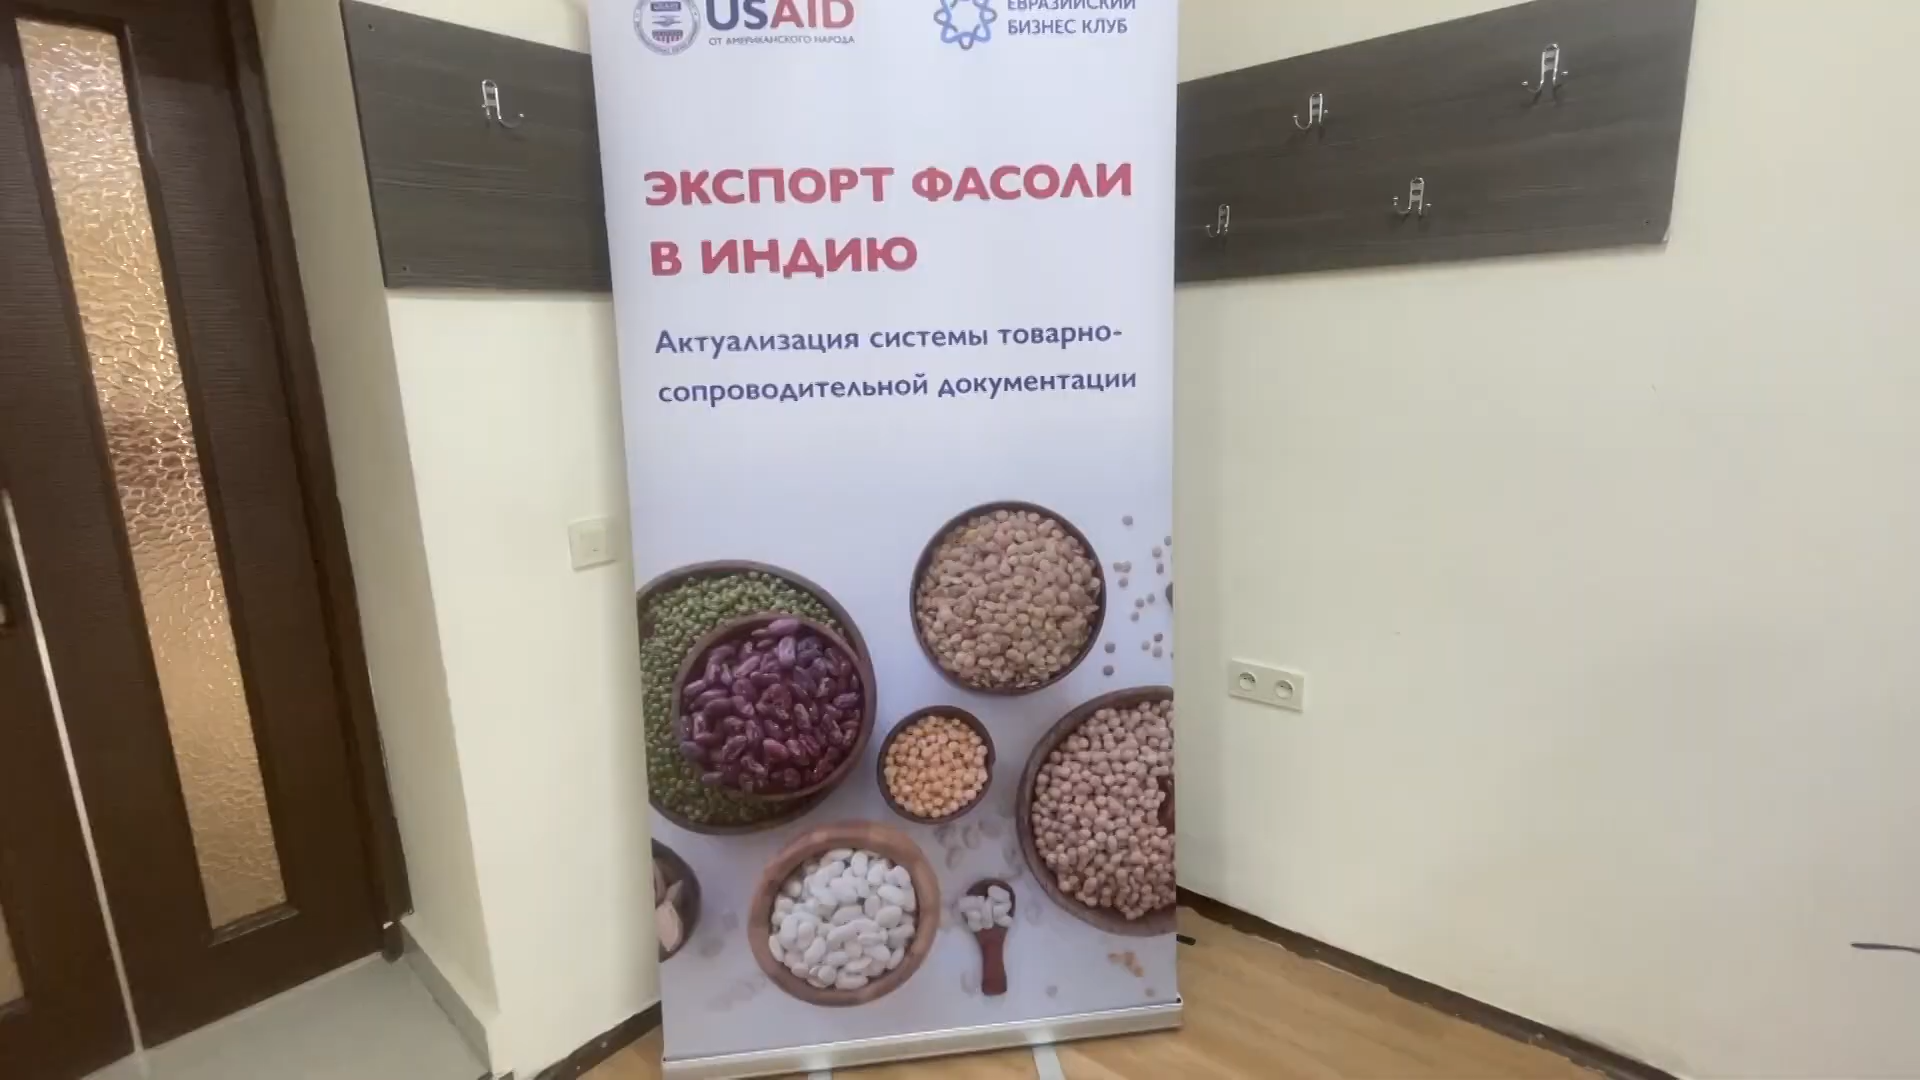 USAID
ОТ АМЕРИКАНСКОГО НАРОДА
ЕВРАЗИЙСКИЙ
БИЗНЕС КЛУБ
ЭКСПОРТ ФАСОЛИ
В ИНДИЮ
Актуализация системы товарно-
сопроводительной документации